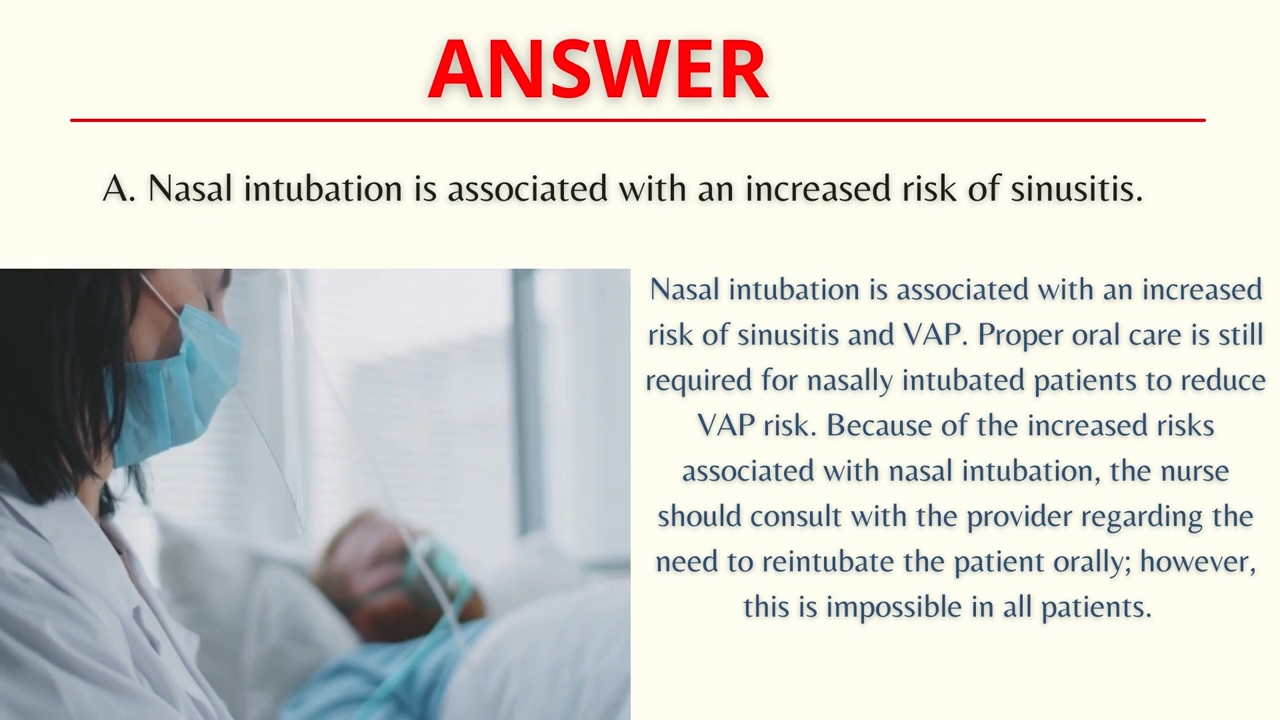 ANSWER
A. Nasal intubation is associated with an increased risk of sinusitis.
Nasal intubation is associated with an increased
risk of sinusitis and VAP. Proper oral care is still
required for nasally intubated patients to reduce
VAP risk. Because of the increased risks
associated with nasal intubation, the nurse
should consult with the provider regarding the
need to reintubate the patient orally; however,
this is impossible in all patients.